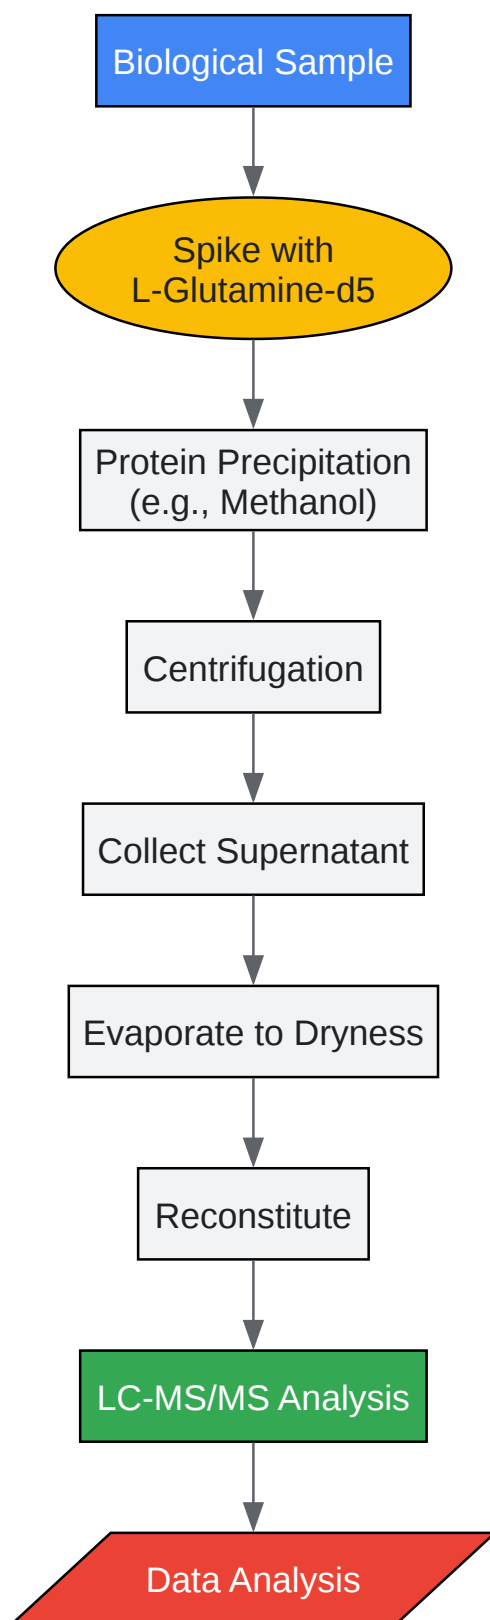 Biological Sample
Spike with
L-Glutamine-d5
Protein Precipitation
(e.g., Methanol)
Centrifugation
Collect Supernatant
Evaporate to Dryness
Reconstitute
LC-MS/MS Analysis
Data Analysis